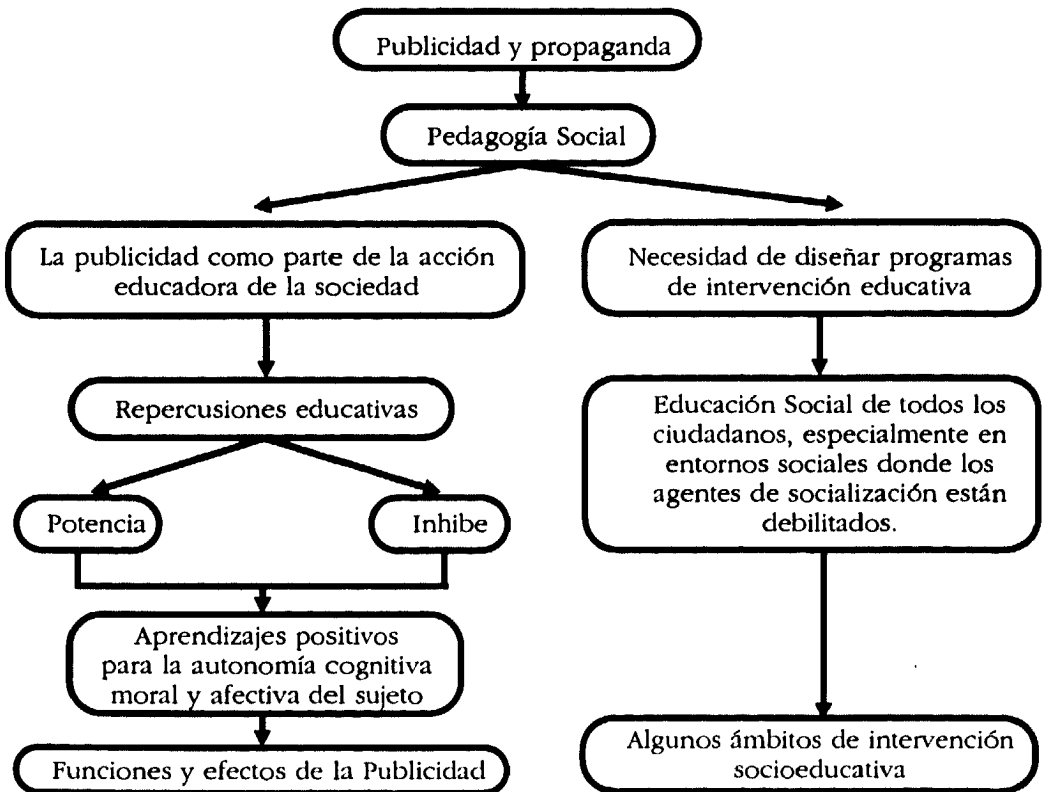 Publicidad y propaganda
Pedagogía Social
La publicidad como parte de la acción
educadora de la sociedad
Necesidad de diseñar programas
de intervención educativa
Repercusiones educativas
Educación Social de todos los
ciudadanos, especialmente en
entornos sociales donde los
agentes de socialización están
debilitados.
Potencia
Inhibe
Aprendizajes positivos
para la autonomía cognitiva
moral y afectiva del sujeto
Funciones y efectos de la Publicidad
Algunos ámbitos de intervención
socioeducativa